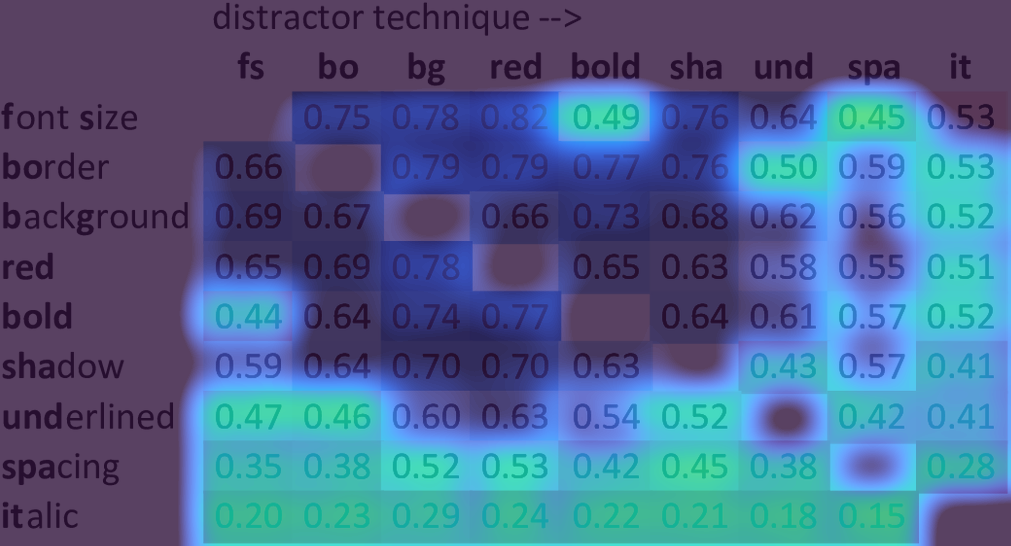 distractor technique -->
fs bo bg red bold sha und spa it
font size 0.75 0.78 0.82 0.49 0.76 0.64 0.45 0.53
border 0.66 0.79 0.79 0.77 0.76 0.50 0.59 0.53
background 0.69 0.67 0.66 0.73 0.68 0.62 0.56 0.52
red 0.65 0.69 0.78 0.65 0.63 0.58 0.55 0.51
bold 0.44 0.64 0.74 0.77 0.64 0.61 0.57 0.52
shadow 0.59 0.64 0.70 0.70 0.63 0.43 0.57 0.41
underlined 0.47 0.46 0.60 0.63 0.54 0.52 0.42 0.41
spacing 0.35 0.38 0.52 0.53 0.42 0.45 0.38 0.28
italic 0.20 0.23 0.29 0.24 0.22 0.21 0.18 0.15